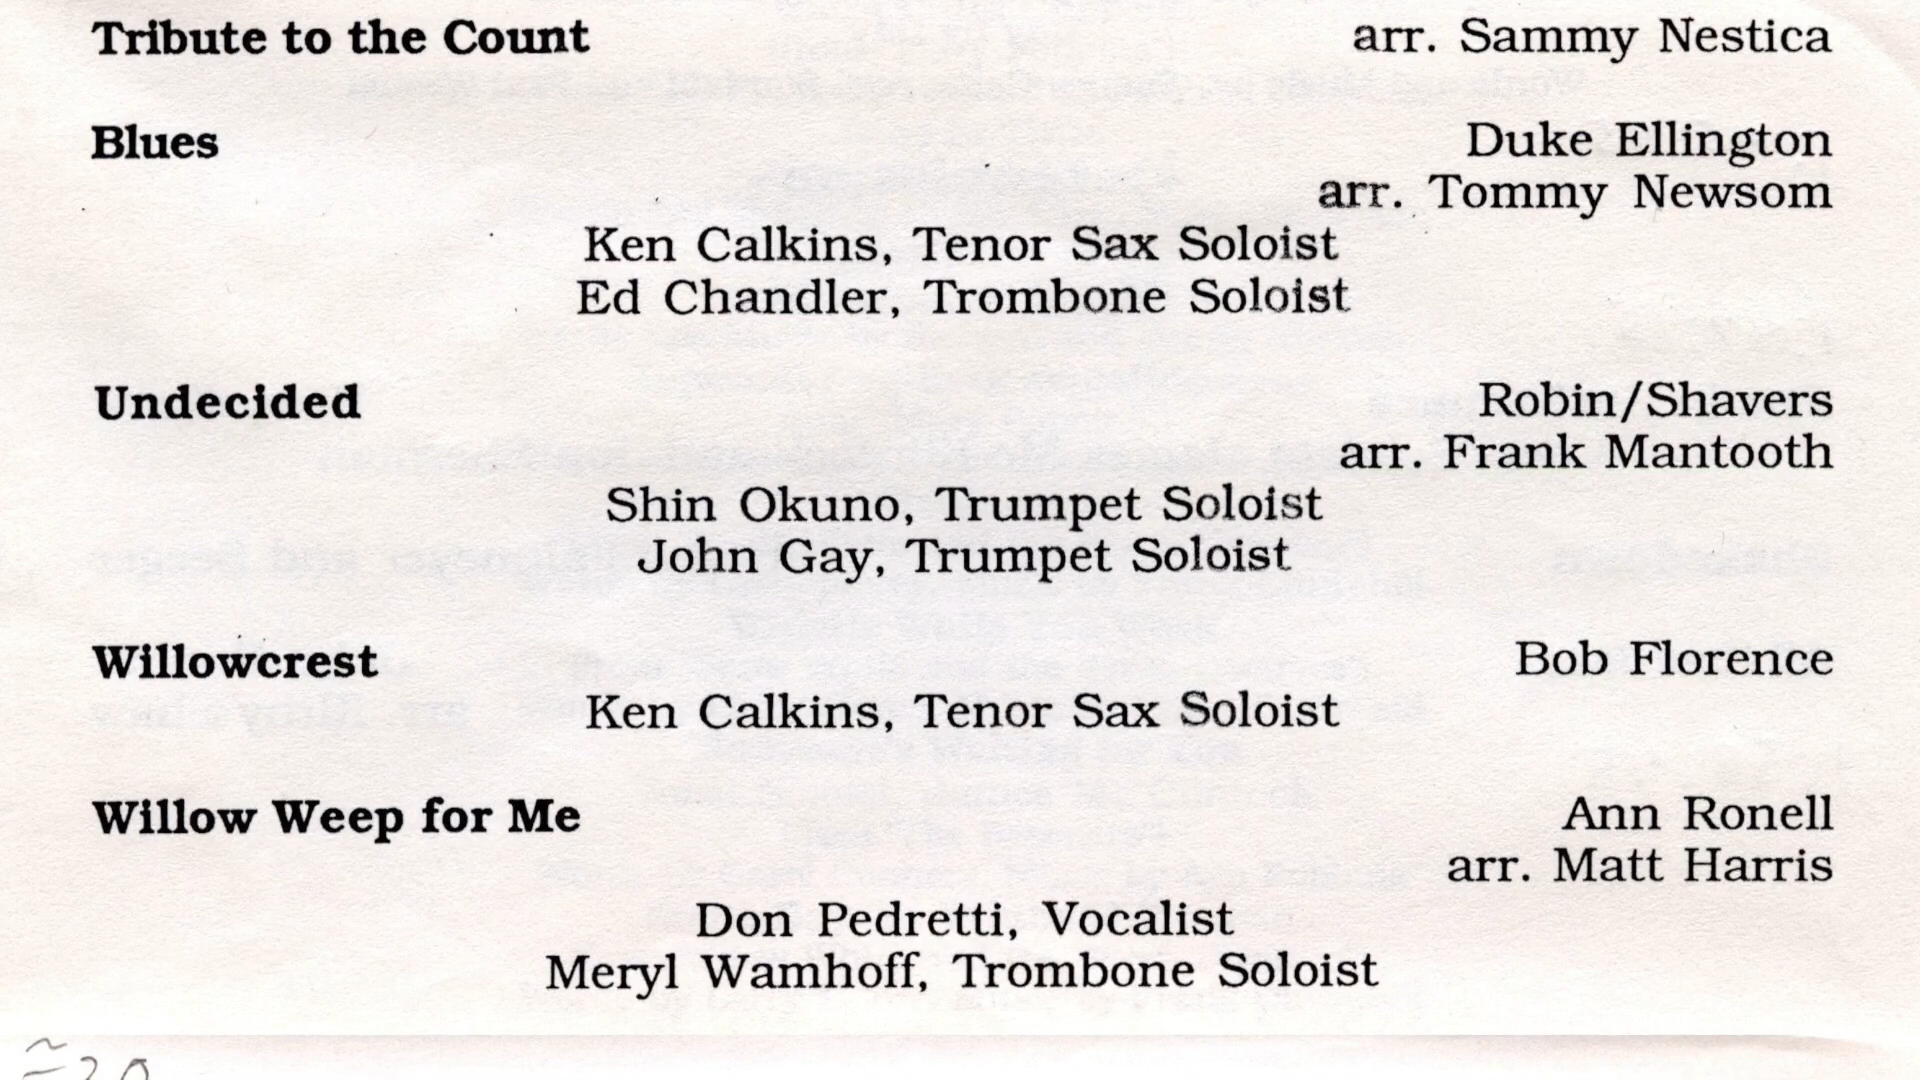 Tribute to the Count arr. Sammy Nestica
Blues Duke Ellington
arr. Tommy Newsom
Ken Calkins, Tenor Sax Soloist
Ed Chandler, Trombone Soloist
Undecided Robin/Shavers
arr. Frank Mantooth
Shin Okuno, Trumpet Soloist
John Gay, Trumpet Soloist
Willowcrest Bob Florence
Ken Calkins, Tenor Sax Soloist
Willow Weep for Me Ann Ronell
arr. Matt Harris
Don Pedretti, Vocalist
Meryl Wamhoff, Trombone Soloist